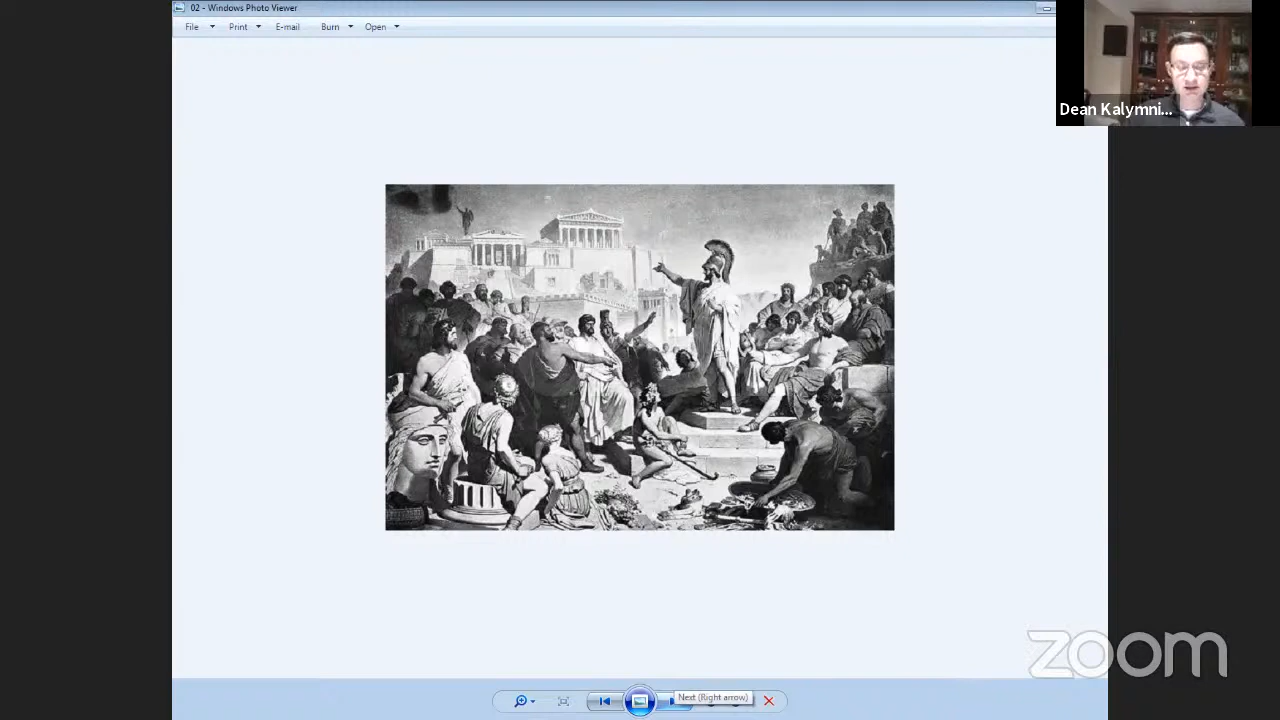 02 - Windows Photo Viewer
File Print E-mail Burn Open
Dean Kalymni...
zoom
Next (Right arrow)